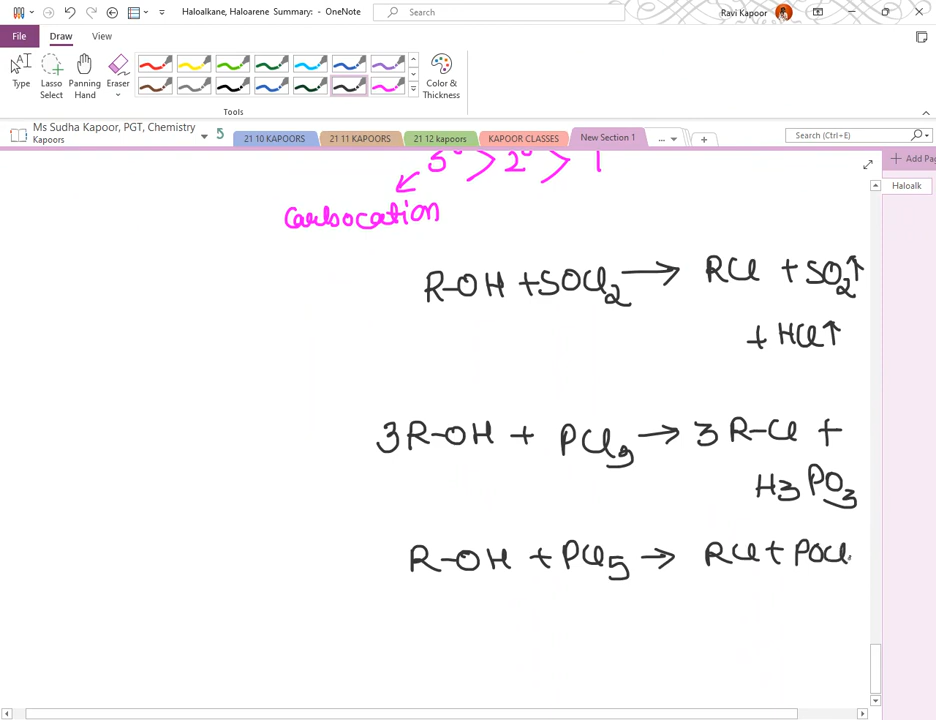 Haloalkane, Haloarene Summary: - OneNote
Search
Ravi Kapoor
File
Draw
View
Type
Lasso Select
Panning Hand
Eraser
Color & Thickness
Tools
Ms Sudha Kapoor, PGT, Chemistry
Kapoors
21 10 KAPOORS
21 11 KAPOORS
21 12 kapoors
KAPOOR CLASSES
New Section 1
...
Search (Ctrl+E)
Add Pag
Haloalk
3° > 2° > 1
Carbocation
R-OH + SOCl2 → RCl + SO2↑
+ HCl↑
3R-OH + PCl3 → 3R-Cl +
H3PO3
R-OH + PCl5 → RCl + POCl